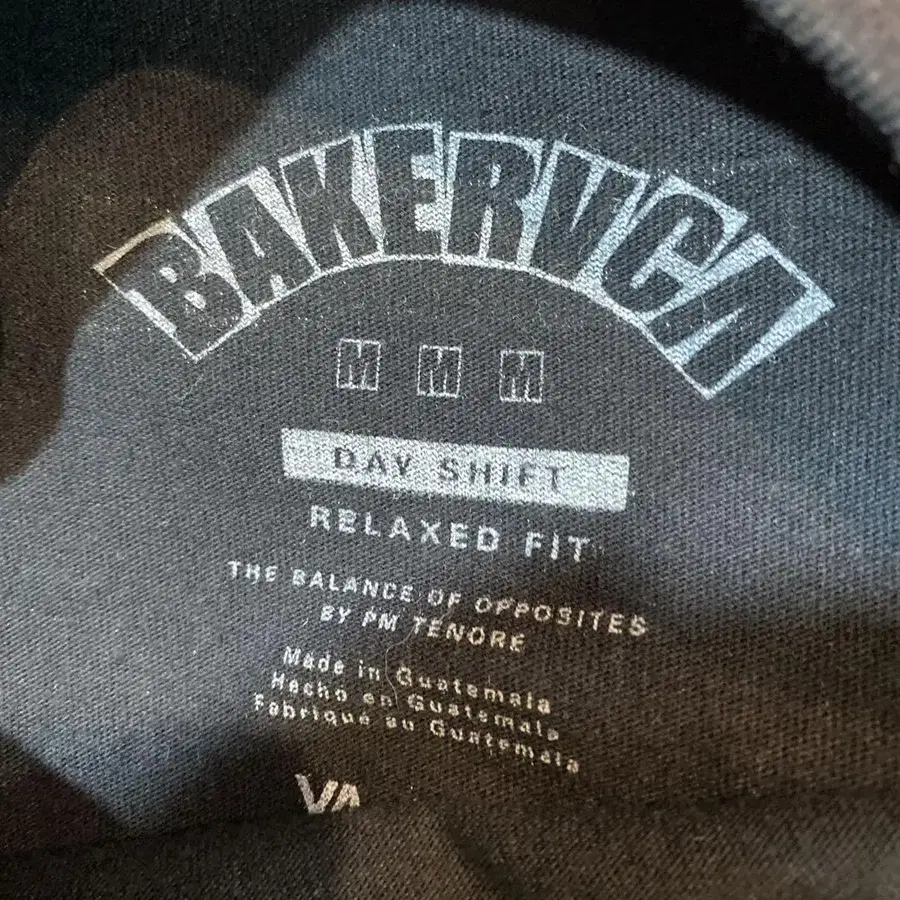 BAKERVCA
M M M
DAY SHIFT
RELAXED FIT
THE BALANCE OF OPPOSITES
BY PM TENORE
Made in Guatemala
Hecho en Guatemala
Fabriqué au Guatemala
VA